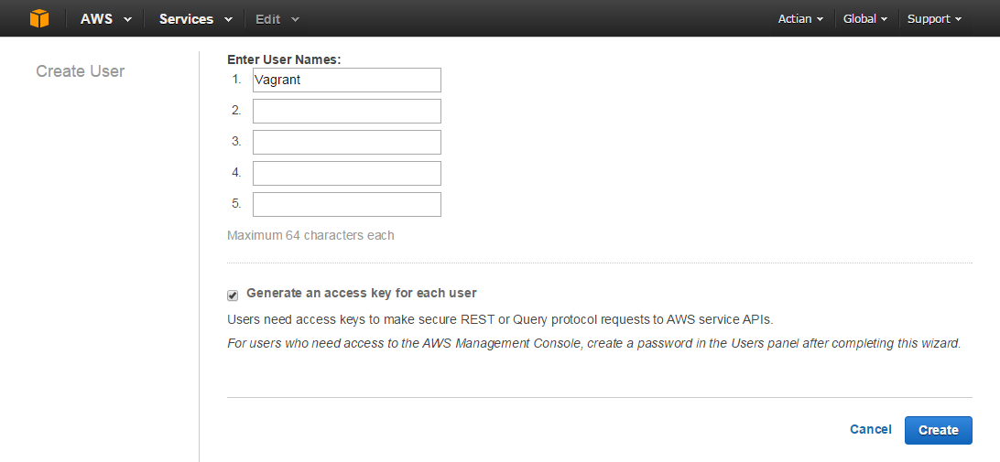 AWS Services Edit Actian Global Support
Create User
Enter User Names:
1. Vagrant
2.
3.
4.
5.
Maximum 64 characters each
Generate an access key for each user
Users need access keys to make secure REST or Query protocol requests to AWS service APIs.
For users who need access to the AWS Management Console, create a password in the Users panel after completing this wizard.
Cancel Create